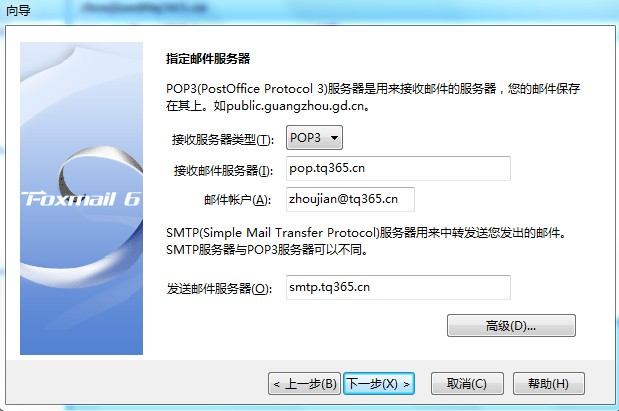 向导
指定邮件服务器
POP3(PostOffice Protocol 3)服务器是用来接收邮件的服务器，您的邮件保存
在其上。如public.guangzhou.gd.cn。
接收服务器类型(T): POP3
接收邮件服务器(I): pop.tq365.cn
邮件帐户(A): zhoujian@tq365.cn
SMTP(Simple Mail Transfer Protocol)服务器用来中转发送您发出的邮件。
SMTP服务器与POP3服务器可以不同。
发送邮件服务器(O): smtp.tq365.cn
高级(D)...
Foxmail 6
< 上一步(B) 下一步(X) > 取消(C) 帮助(H)